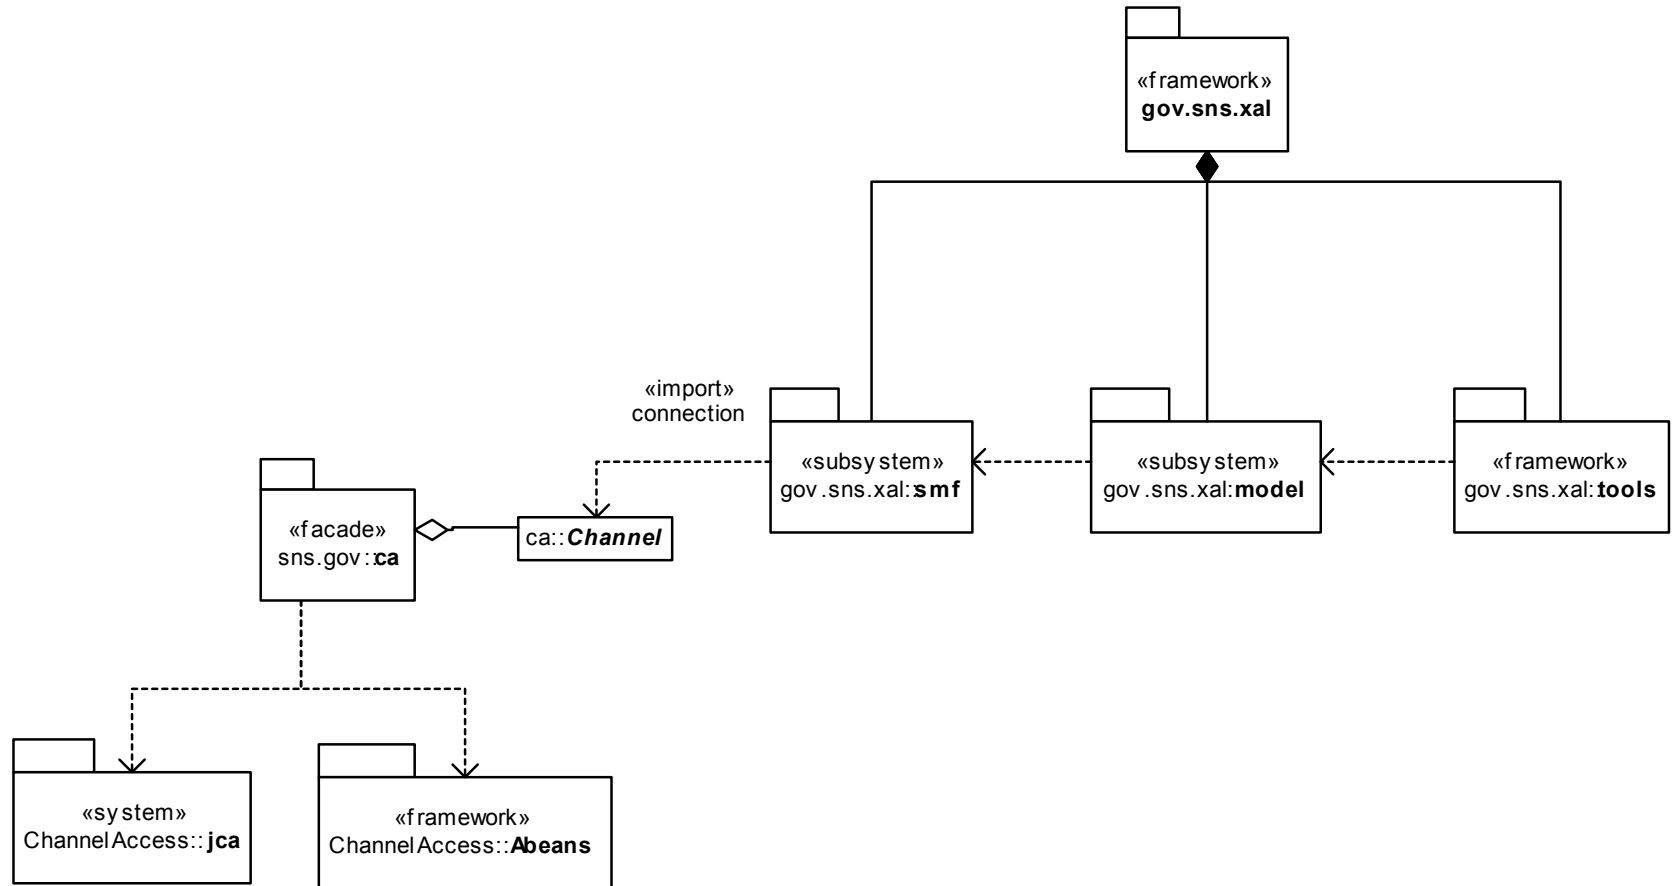 «framework»
gov.sns.xal
«import»
connection
«subsystem»
gov.sns.xal::smf
«subsystem»
gov.sns.xal:model
«framework»
gov.sns.xal::tools
«facade»
sns.gov::ca
ca::Channel
«system»
ChannelAccess::jca
«framework»
ChannelAccess::Abeans